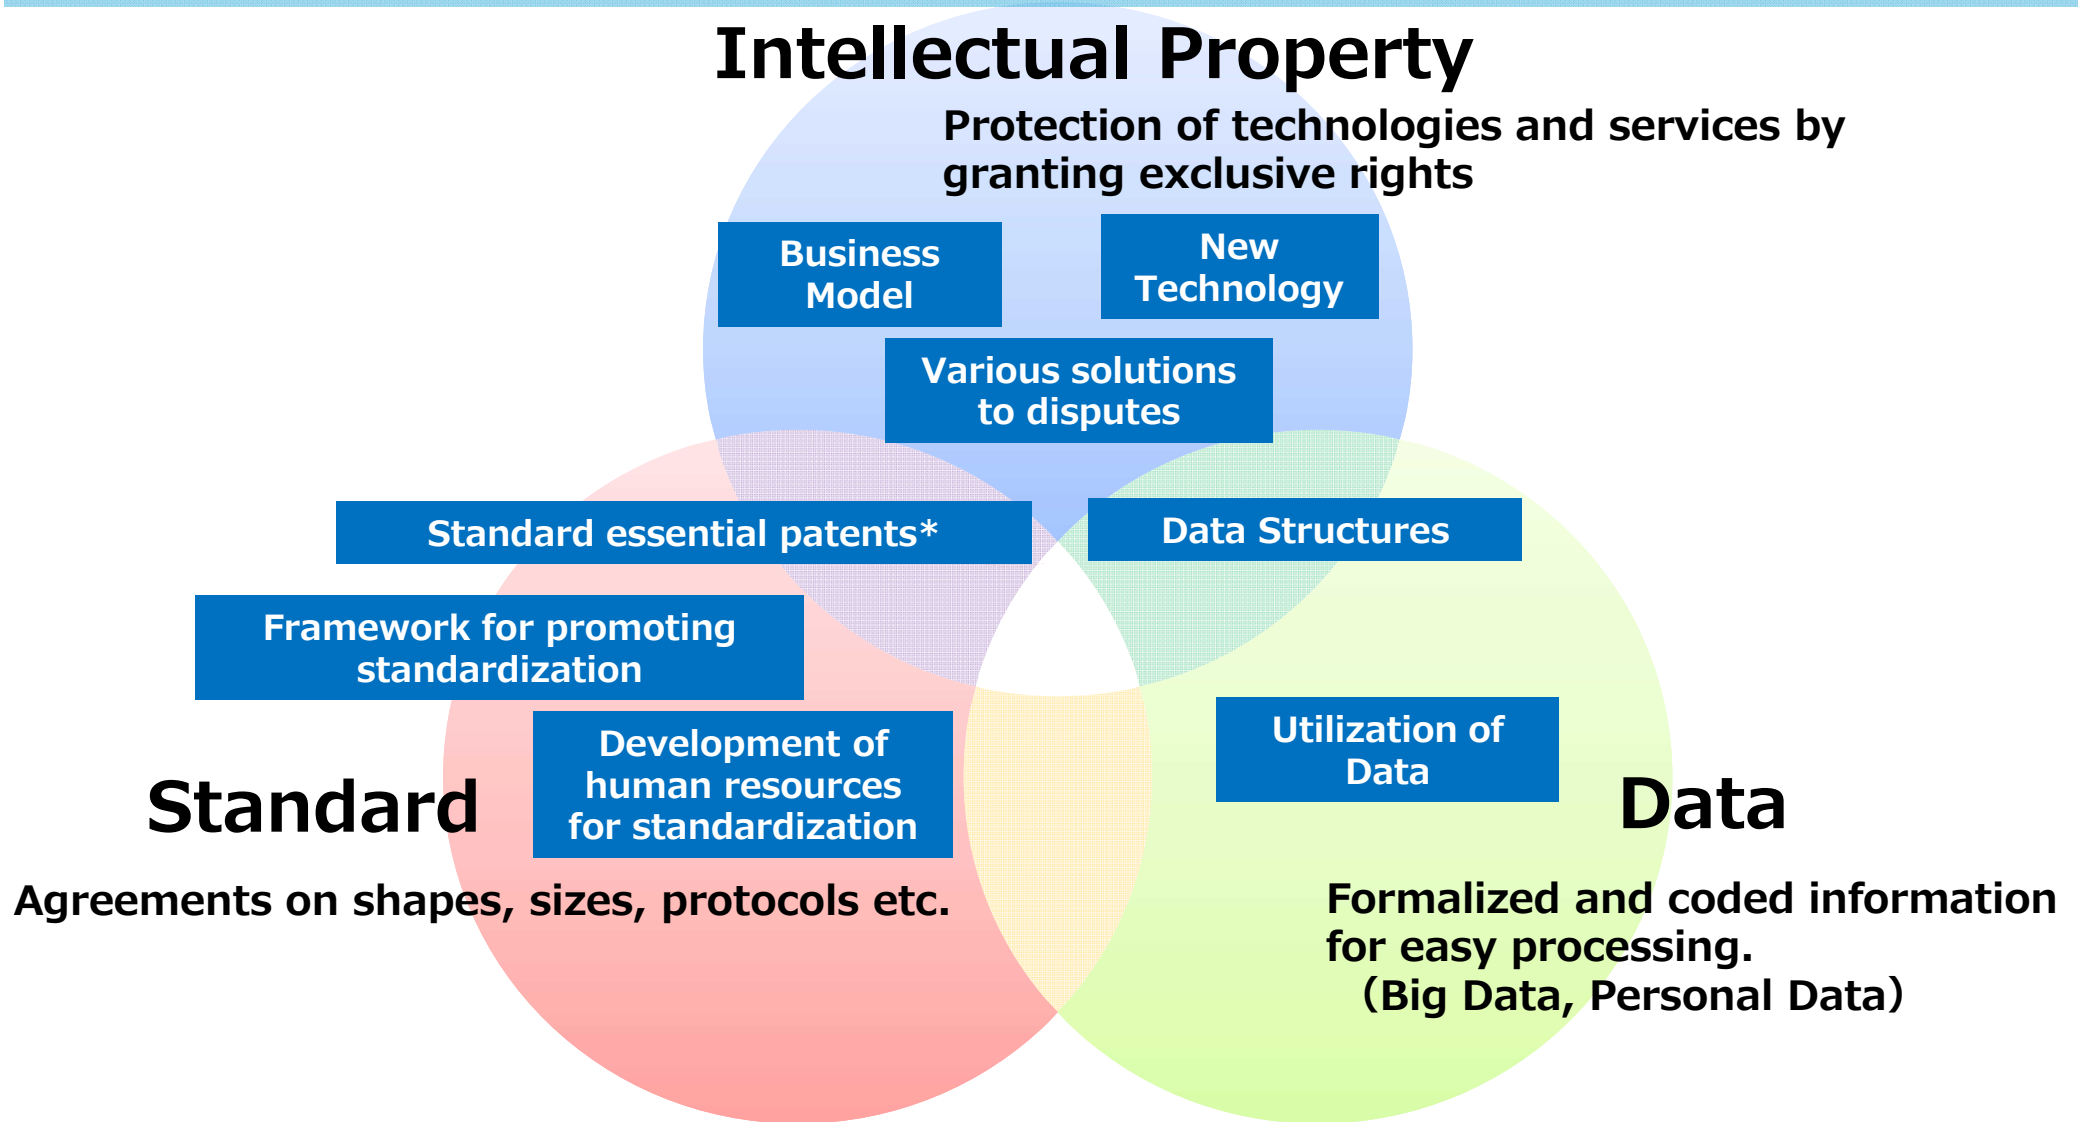 Intellectual Property
Protection of technologies and services by
granting exclusive rights
Business
Model
New
Technology
Various solutions
to disputes
Standard essential patents*
Data Structures
Framework for promoting
standardization
Development of
human resources
for standardization
Utilization of
Data
Standard
Data
Agreements on shapes, sizes, protocols etc.
Formalized and coded information
for easy processing.
（Big Data, Personal Data）